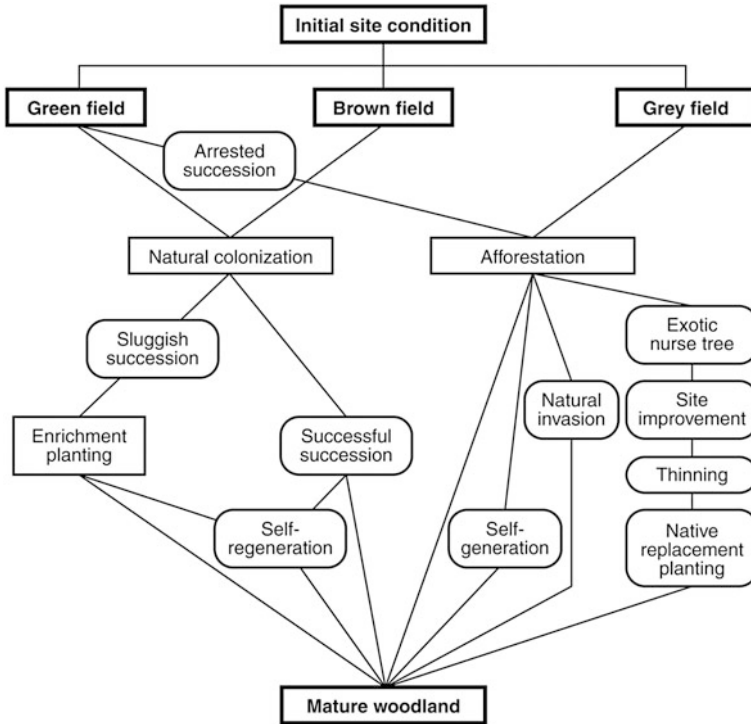 Initial site condition
Green field
Brown field
Grey field
Arrested
succession
Natural colonization
Afforestation
Sluggish
succession
Exotic
nurse tree
Natural
invasion
Site
improvement
Enrichment
planting
Successful
succession
Thinning
Self-
regeneration
Self-
generation
Native
replacement
planting
Mature woodland